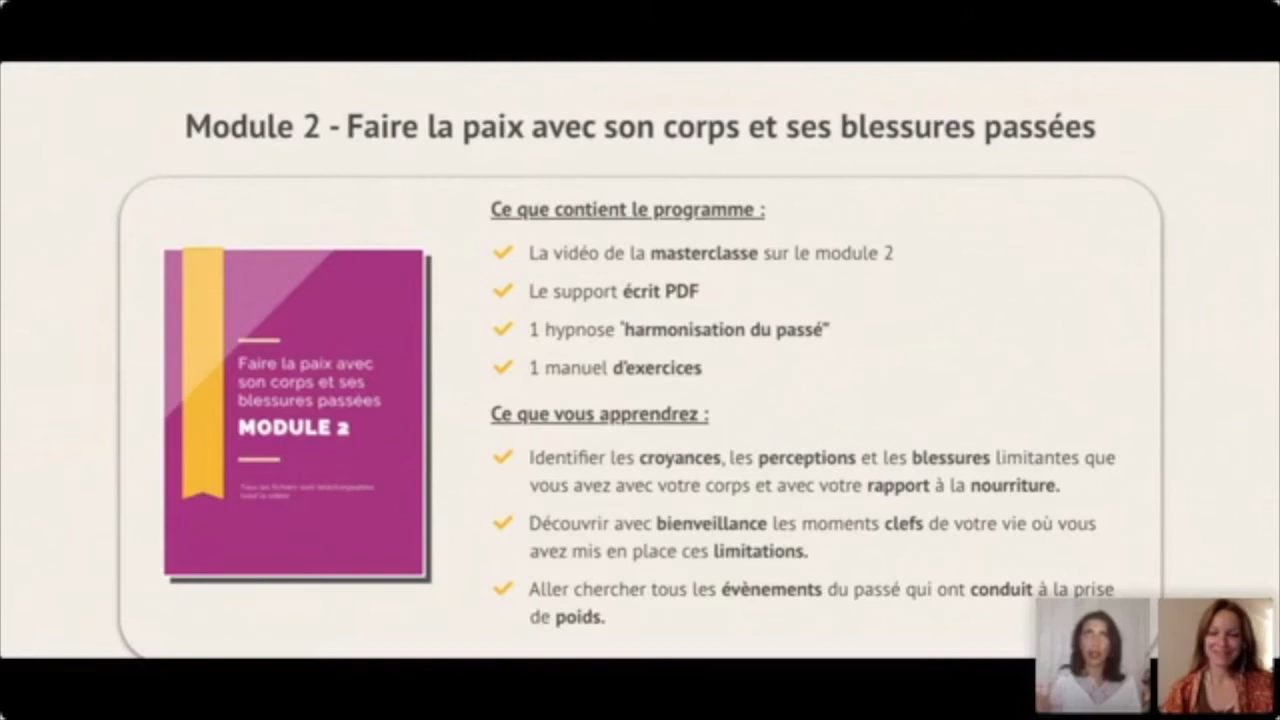 Module 2 - Faire la paix avec son corps et ses blessures passées
Faire la paix avec
son corps et ses
blessures passées
MODULE 2
Tous les fichiers sont téléchargeables
Ce que contient le programme :
La vidéo de la masterclasse sur le module 2
Le support écrit PDF
1 hypnose "harmonisation du passé"
1 manuel d'exercices
Ce que vous apprendrez :
Identifier les croyances, les perceptions et les blessures limitantes que
vous avez avec votre corps et avec votre rapport à la nourriture.
Découvrir avec bienveillance les moments clefs de votre vie où vous
avez mis en place ces limitations.
Aller chercher tous les évènements du passé qui ont conduit à la prise
de poids.